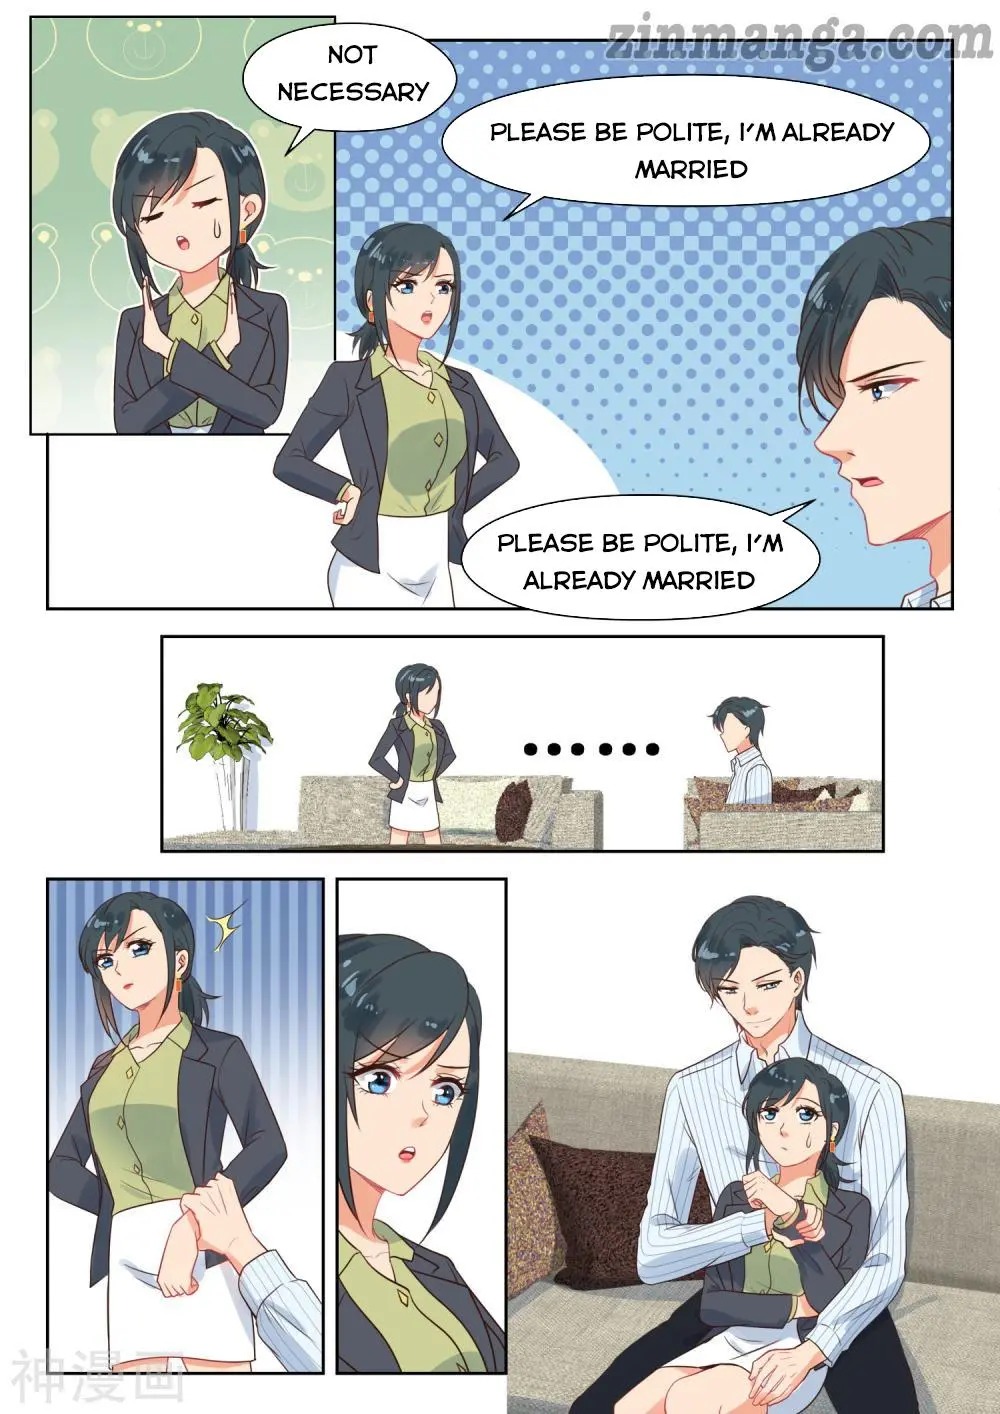 zinmanga.com
NOT
NECESSARY
PLEASE BE POLITE, I'M ALREADY
MARRIED
PLEASE BE POLITE, I'M
ALREADY MARRIED
••••••
神漫画